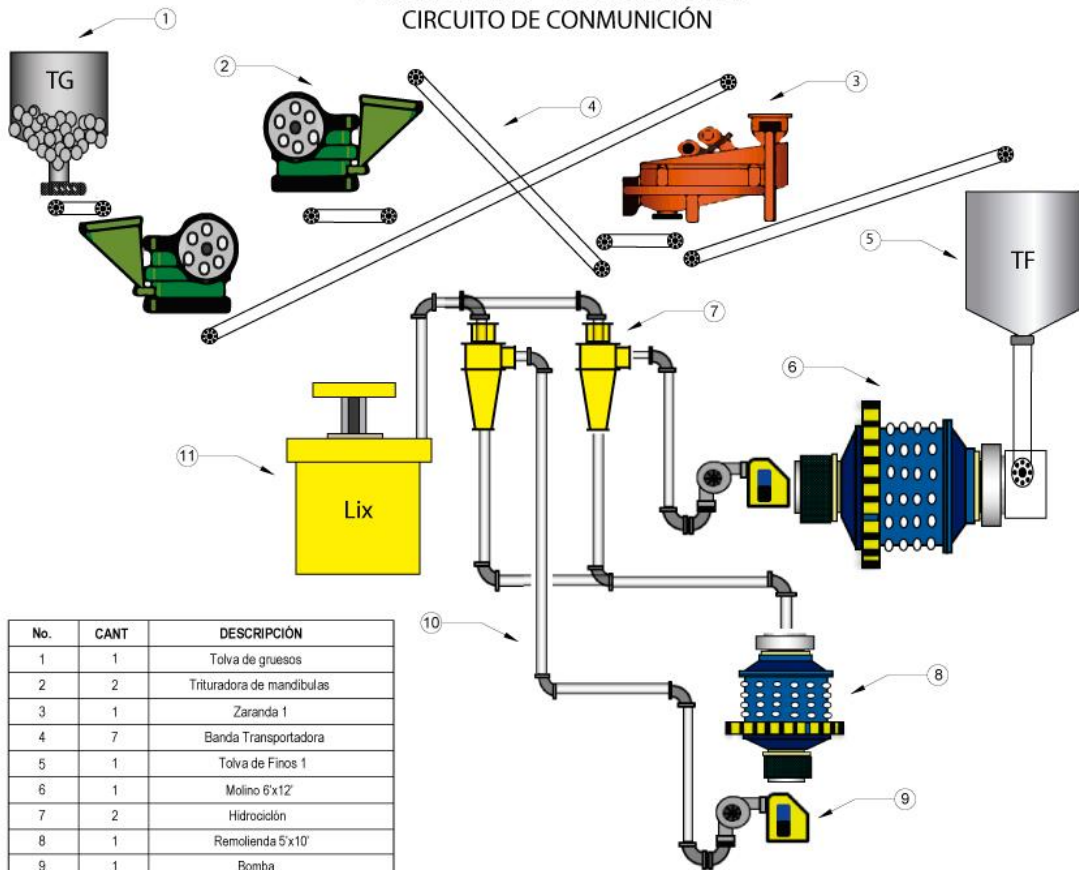 CIRCUITO DE CONMUNICIÓN
1
TG
2
4
3
5
TF
7
6
11
Lix
10
8
9
No. CANT DESCRIPCIÓN
1 1 Tolva de gruesos
2 2 Trituradora de mandibulas
3 1 Zaranda 1
4 7 Banda Transportadora
5 1 Tolva de Finos 1
6 1 Molino 6'x12'
7 2 Hidrociclón
8 1 Remolienda 5'x10'
9 1 Bomba